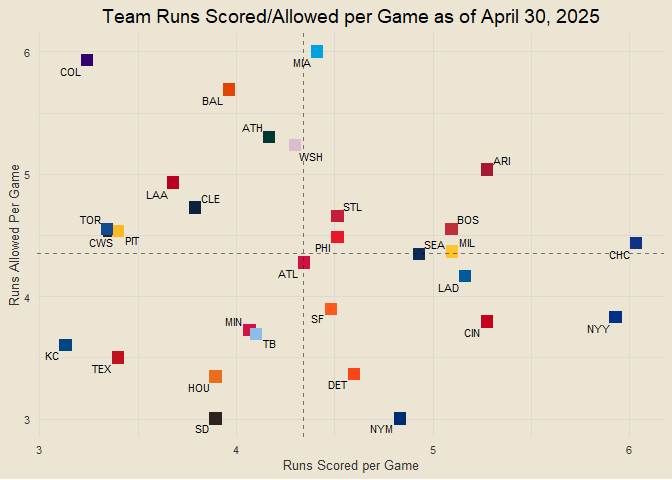 Team Runs Scored/Allowed per Game as of April 30, 2025
Runs Allowed Per Game
6
5
4
3
COL
MIA
BAL
ATH
WSH
ARI
LAA
CLE
STL
TOR
BOS
CWS
PIT
PHI
SEA
MIL
CHC
ATL
LAD
MIN
TB
SF
CIN
NYY
KC
TEX
HOU
DET
SD
NYM
3
4
5
6
Runs Scored per Game